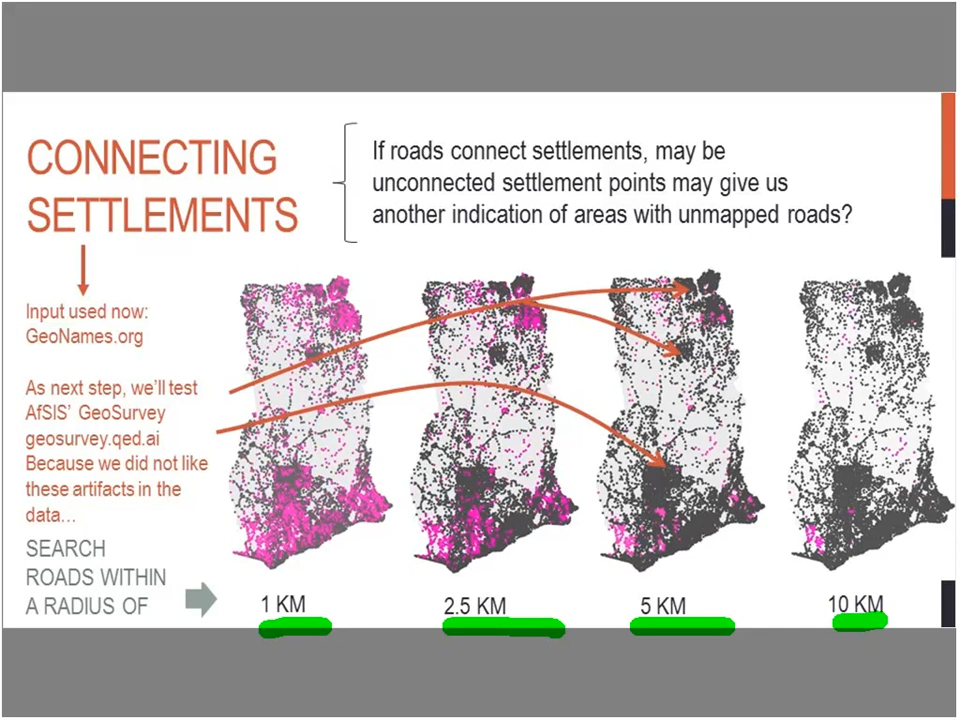 CONNECTING
SETTLEMENTS
If roads connect settlements, may be
unconnected settlement points may give us
another indication of areas with unmapped roads?
Input used now:
GeoNames.org
As next step, we'll test
AfSIS' GeoSurvey
geosurvey.qed.ai
Because we did not like
these artifacts in the
data...
SEARCH
ROADS WITHIN
A RADIUS OF
1 KM
2.5 KM
5 KM
10 KM